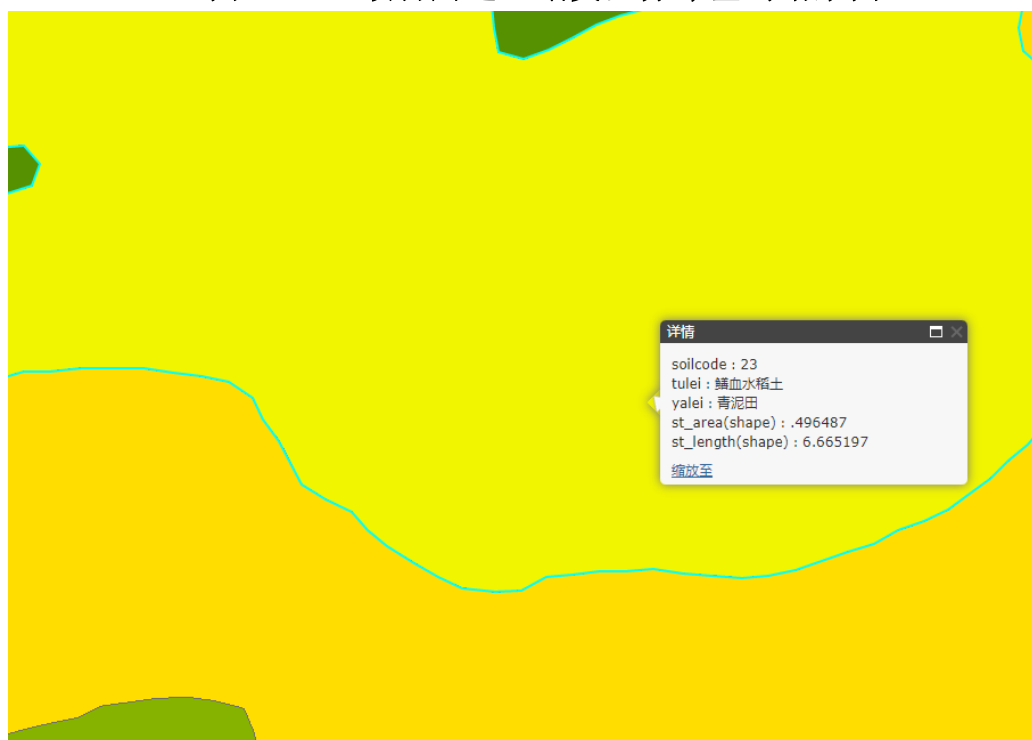 详情
soilcode : 23
tulei : 鳝血水稻土
yalei : 青泥田
st_area(shape) : .496487
st_length(shape) : 6.665197
缩放至